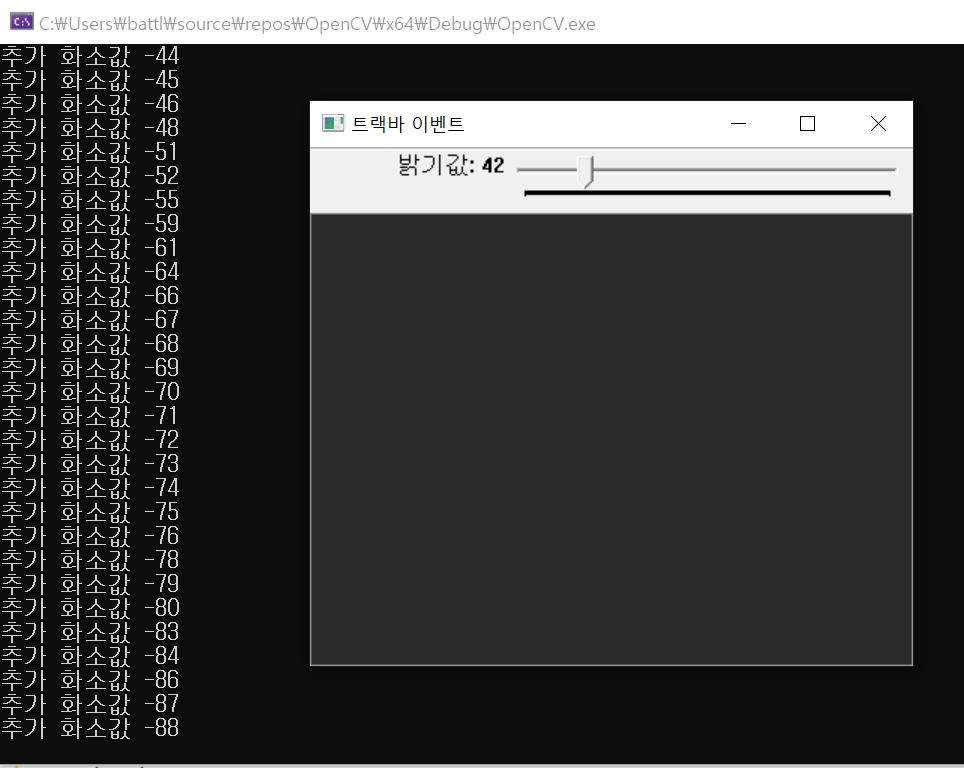 C:₩Users₩battl₩source₩repos₩OpenCV₩x64₩Debug₩OpenCV.exe
추가 화소값 -44
추가 화소값 -45
추가 화소값 -46
추가 화소값 -48
추가 화소값 -51
추가 화소값 -52
추가 화소값 -55
추가 화소값 -59
추가 화소값 -61
추가 화소값 -64
추가 화소값 -66
추가 화소값 -67
추가 화소값 -68
추가 화소값 -69
추가 화소값 -70
추가 화소값 -71
추가 화소값 -72
추가 화소값 -73
추가 화소값 -74
추가 화소값 -75
추가 화소값 -76
추가 화소값 -78
추가 화소값 -79
추가 화소값 -80
추가 화소값 -83
추가 화소값 -84
추가 화소값 -86
추가 화소값 -87
추가 화소값 -88
트랙바 이벤트
밝기값: 42